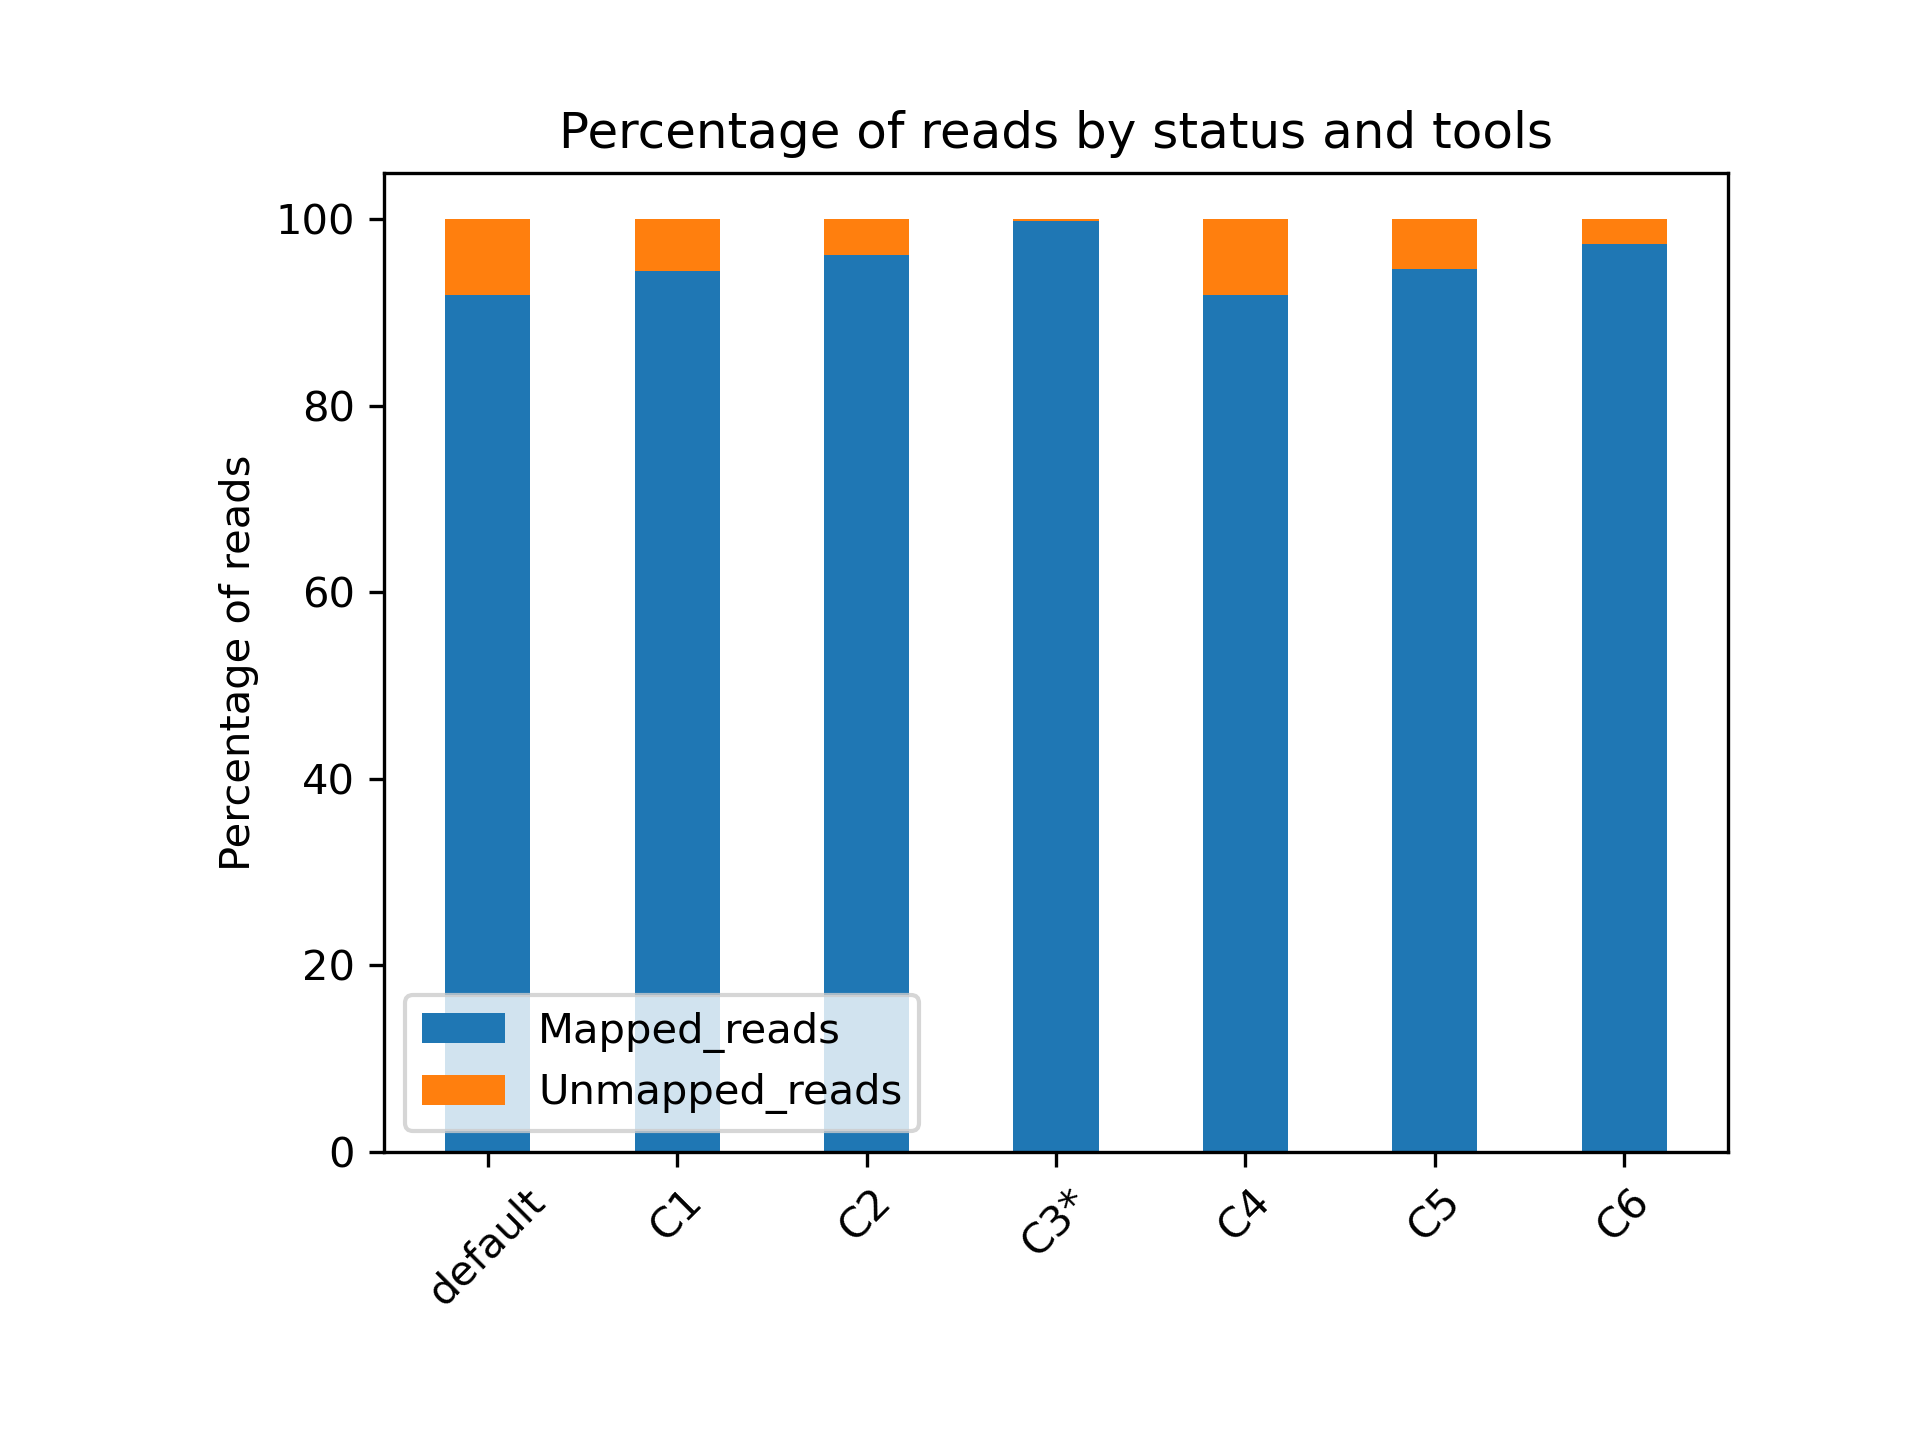 Percentage of reads by status and tools
Percentage of reads
100
80
60
40
20
0
Mapped_reads
Unmapped_reads
default
C1
C2
C3*
C4
C5
C6